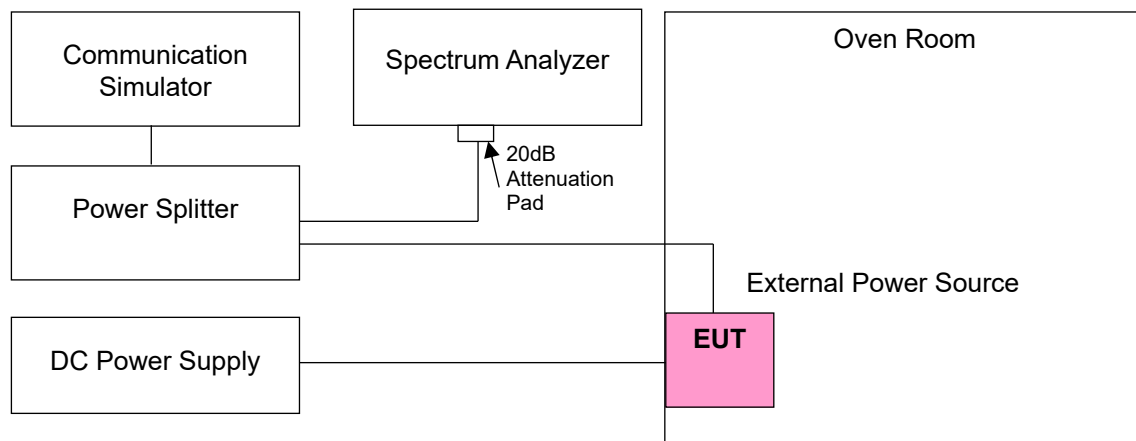 Communication
Simulator
Spectrum Analyzer
Oven Room
20dB
Attenuation
Pad
Power Splitter
External Power Source
EUT
DC Power Supply